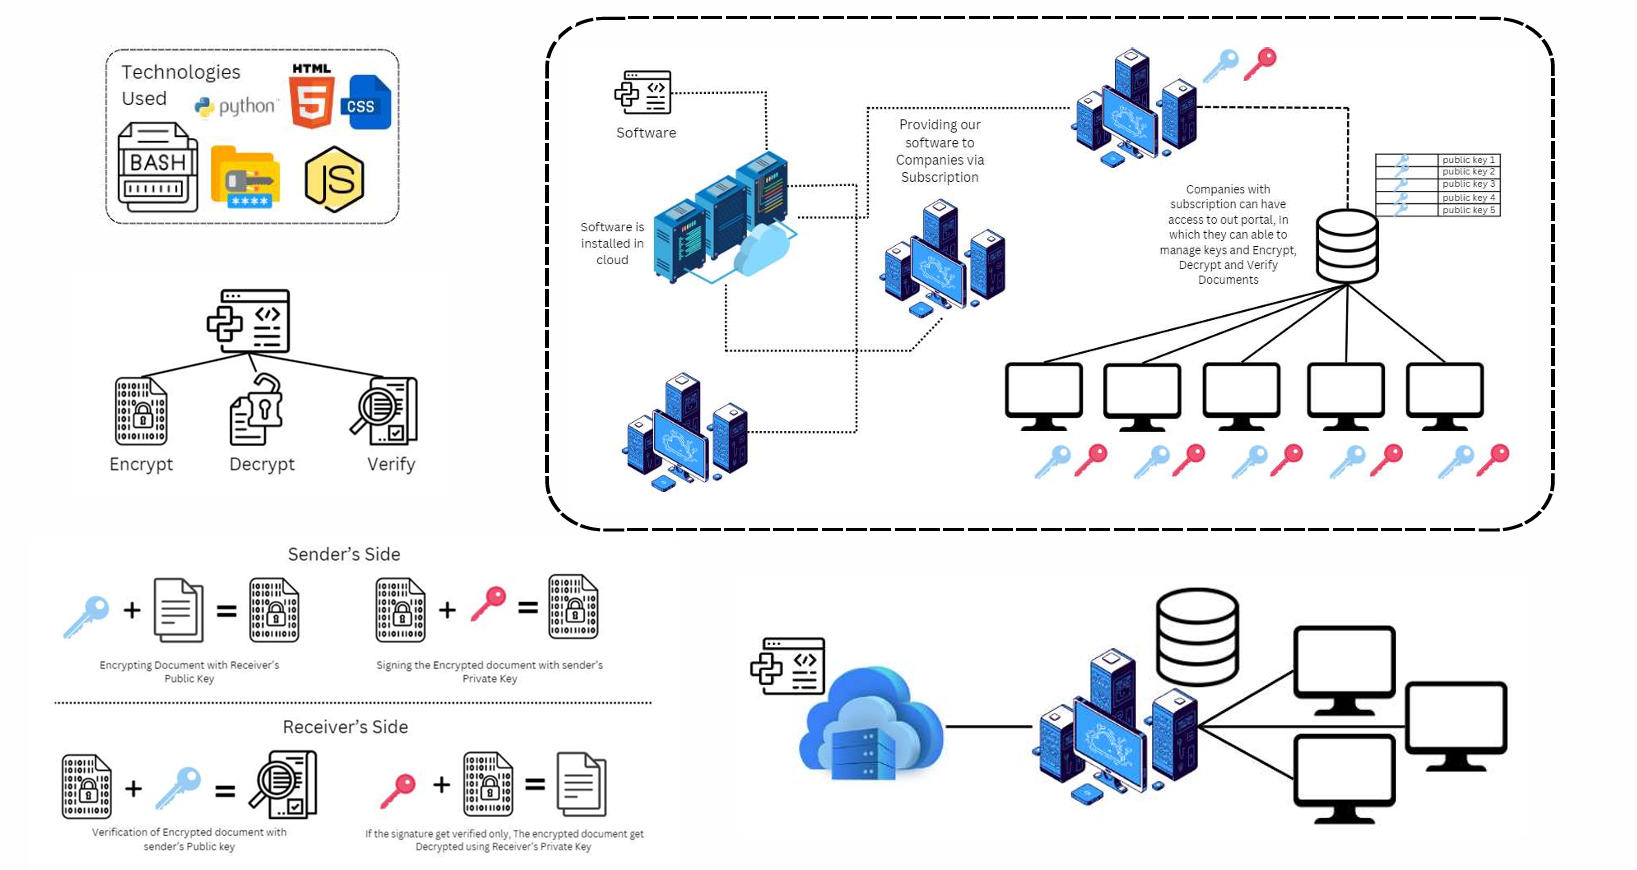 Technologies
Used
python
HTML
5
CSS
BASH
****
JS
Encrypt
Decrypt
Verify
Software
Software is
installed in
cloud
Providing our
software to
Companies via
Subscription
Companies with
subscription can have
access to out portal, In
which they can able to
manage keys and Encrypt,
Decrypt and Verify
Documents
public key 1
public key 2
public key 3
public key 4
public key 5
Sender's Side
+
=
+
=
Encrypting Document with Receiver's
Public Key
Signing the Encrypted document with sender's
Private Key
Receiver's Side
+
=
+
=
Verification of Encrypted document with
sender's Public key
If the signature get verified only, The encrypted document get
Decrypted using Receiver's Private Key